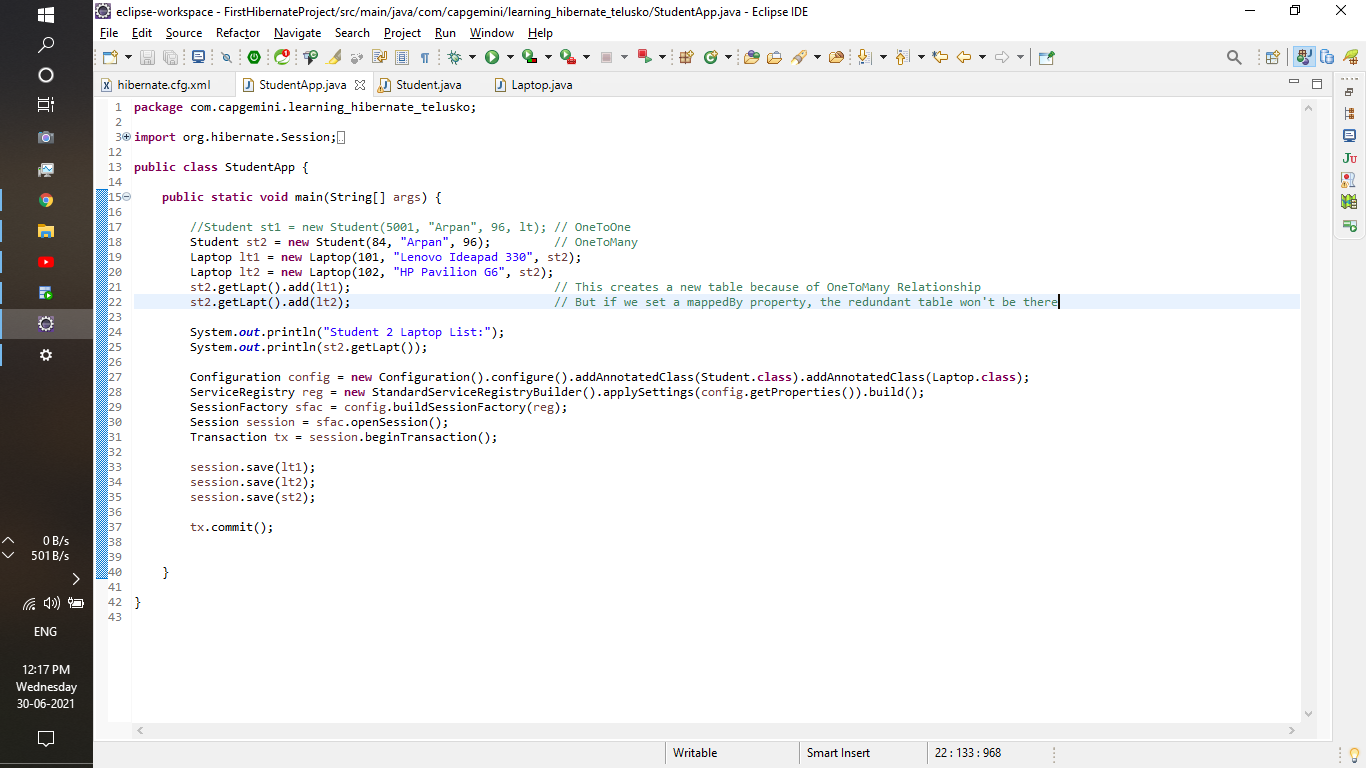 eclipse-workspace - FirstHibernateProject/src/main/java/com/capgemini/learning_hibernate_telusko/StudentApp.java - Eclipse IDE
File Edit Source Refactor Navigate Search Project Run Window Help
hibernate.cfg.xml StudentApp.java Student.java Laptop.java
1 package com.capgemini.learning_hibernate_telusko;
2
3 import org.hibernate.Session;
12
13 public class StudentApp {
14
15 public static void main(String[] args) {
16
17 //Student st1 = new Student(5001, "Arpan", 96, lt); // OneToOne
18 Student st2 = new Student(84, "Arpan", 96); // OneToMany
19 Laptop lt1 = new Laptop(101, "Lenovo Ideapad 330", st2);
20 Laptop lt2 = new Laptop(102, "HP Pavilion G6", st2);
21 st2.getLapt().add(lt1); // This creates a new table because of OneToMany Relationship
22 st2.getLapt().add(lt2); // But if we set a mappedBy property, the redundant table won't be there
23
24 System.out.println("Student 2 Laptop List:");
25 System.out.println(st2.getLapt());
26
27 Configuration config = new Configuration().configure().addAnnotatedClass(Student.class).addAnnotatedClass(Laptop.class);
28 ServiceRegistry reg = new StandardServiceRegistryBuilder().applySettings(config.getProperties()).build();
29 SessionFactory sfac = config.buildSessionFactory(reg);
30 Session session = sfac.openSession();
31 Transaction tx = session.beginTransaction();
32
33 session.save(lt1);
34 session.save(lt2);
35 session.save(st2);
36
37 tx.commit();
38
39
40 }
41
42 }
43
0 B/s
501 B/s
ENG
12:17 PM
Wednesday
30-06-2021
Writable Smart Insert 22 : 133 : 968